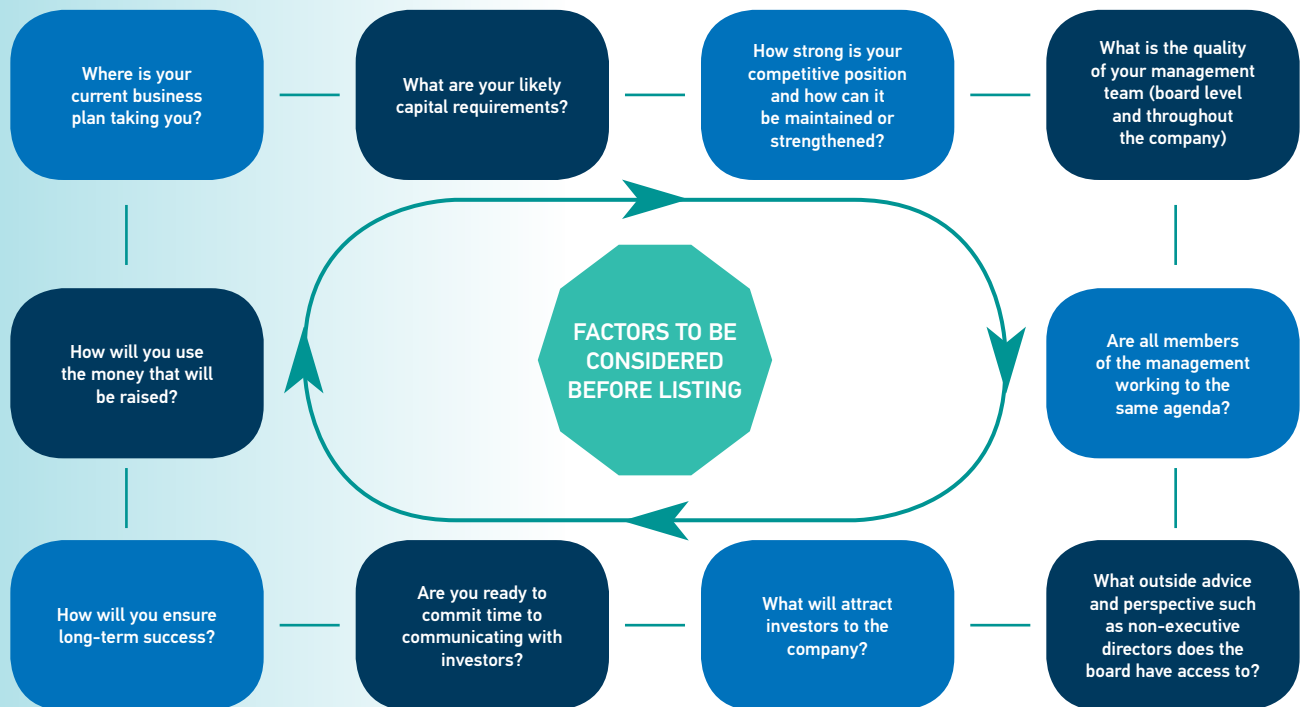 Where is your
current business
plan taking you?
What are your likely
capital requirements?
How strong is your
competitive position
and how can it
be maintained or
strengthened?
What is the quality
of your management
team (board level
and throughout
the company)
How will you use
the money that will
be raised?
FACTORS TO BE
CONSIDERED
BEFORE LISTING
Are all members
of the management
working to the
same agenda?
How will you ensure
long-term success?
Are you ready to
commit time to
communicating with
investors?
What will attract
investors to the
company?
What outside advice
and perspective such
as non-executive
directors does the
board have access to?